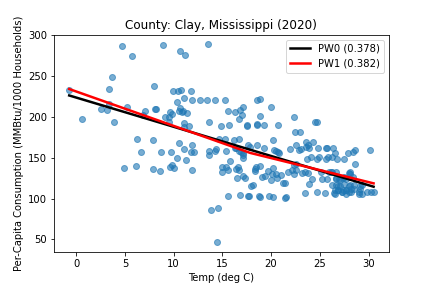 County: Clay, Mississippi (2020)
PW0 (0.378)
PW1 (0.382)
Per-Capita Consumption (MMBtu/1000 Households)
300
250
200
150
100
50
0 5 10 15 20 25 30
Temp (deg C)